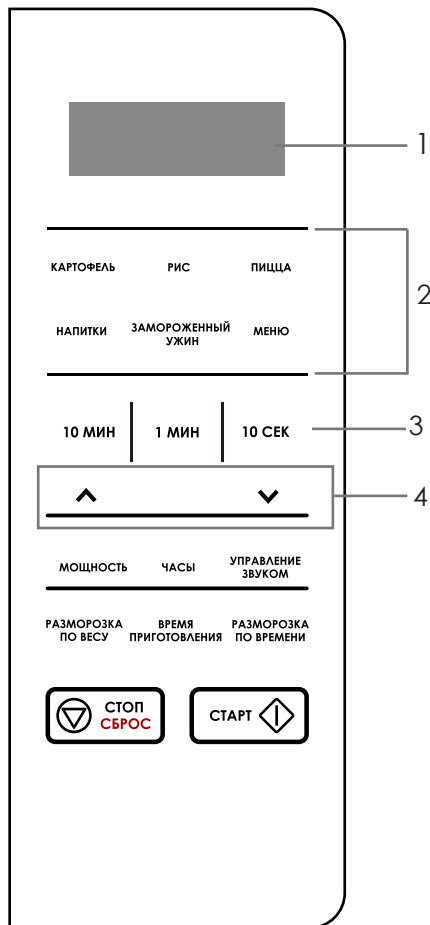 1
2
КАРТОФЕЛЬ РИС ПИЦЦА
НАПИТКИ ЗАМОРОЖЕННЫЙ УЖИН МЕНЮ
10 МИН 1 МИН 10 СЕК 3
4
МОЩНОСТЬ ЧАСЫ УПРАВЛЕНИЕ ЗВУКОМ
РАЗМОРОЗКА ПО ВЕСУ ВРЕМЯ ПРИГОТОВЛЕНИЯ РАЗМОРОЗКА ПО ВРЕМЕНИ
СТОП
СБРОС
СТАРТ